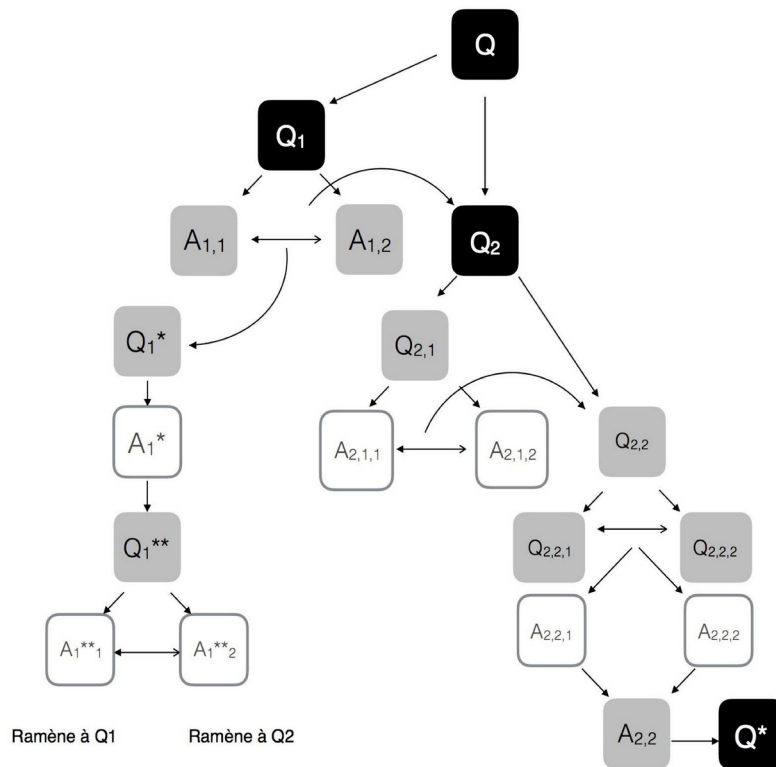 Q
Q₁
A₁,₁
A₁,₂
Q₂
Q₁*
Q₂,₁
A₁*
A₂,₁,₁
A₂,₁,₂
Q₂,₂
Q₁**
Q₂,₂,₁
Q₂,₂,₂
A₁**₁
A₁**₂
A₂,₂,₁
A₂,₂,₂
Ramène à Q1
Ramène à Q2
A₂,₂
Q*